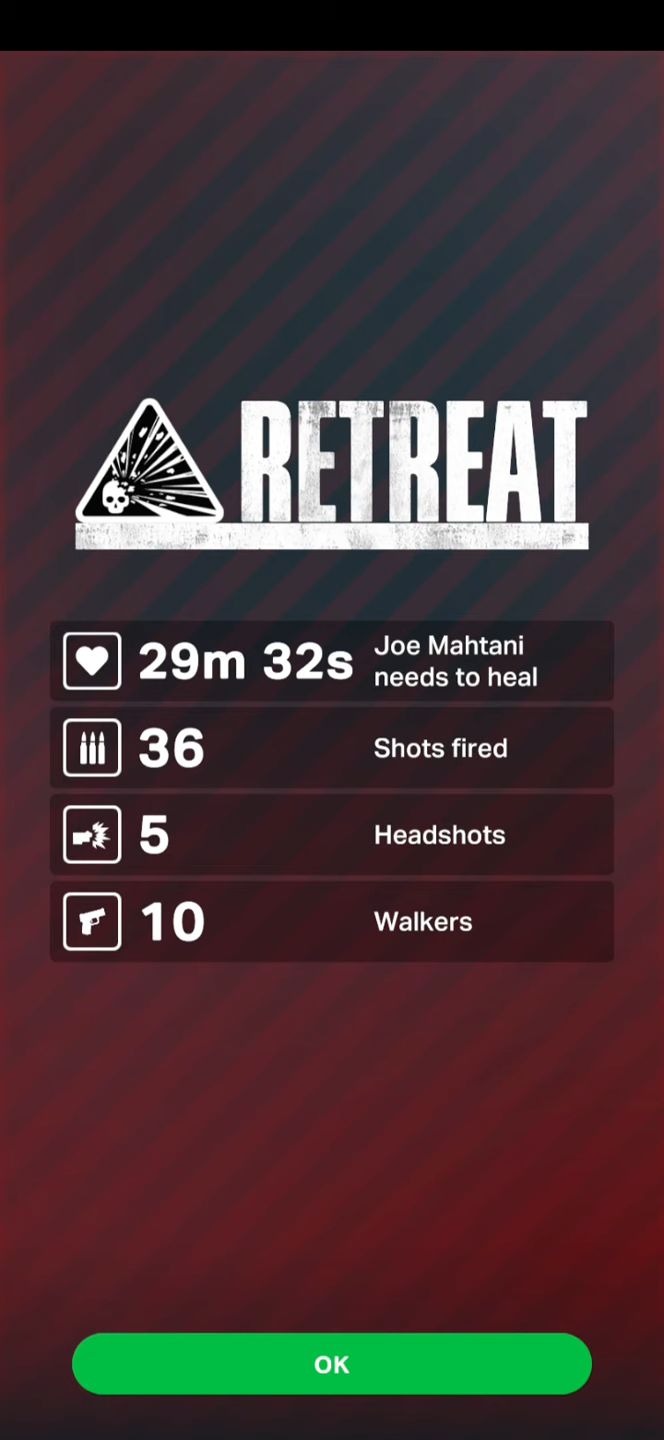 RETREAT
29m 32s
Joe Mahtani
needs to heal
36
Shots fired
5
Headshots
10
Walkers
OK